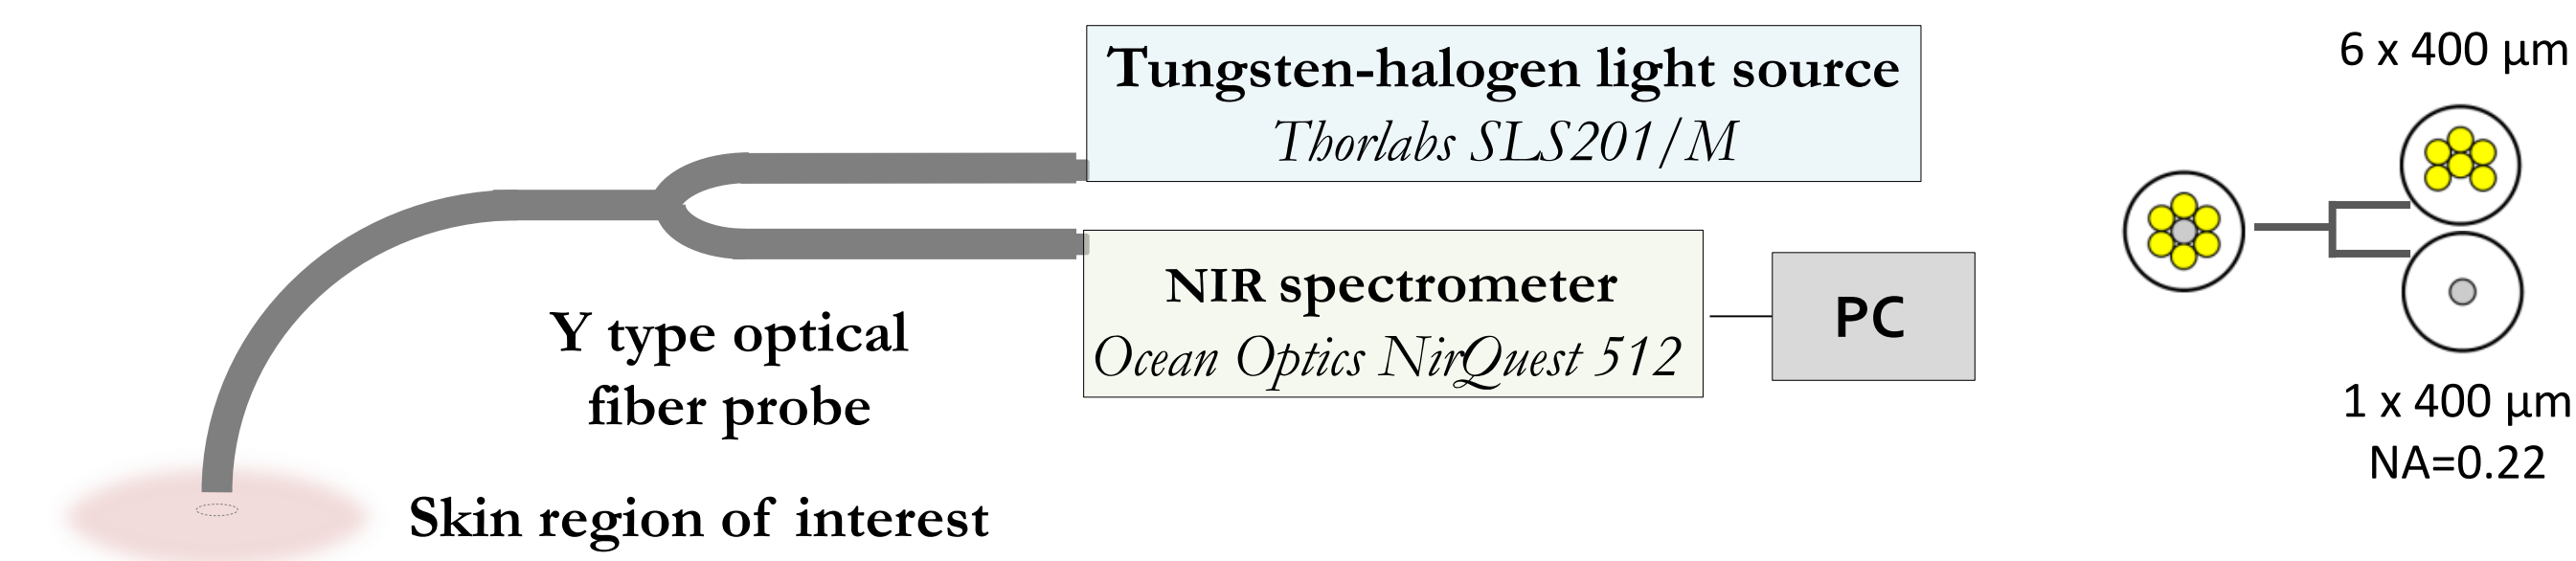 Tungsten-halogen light source
Thorlabs SLS201/M
NIR spectrometer
Ocean Optics NirQuest 512
PC
Y type optical
fiber probe
Skin region of interest
6 x 400 μm
1 x 400 μm
NA=0.22